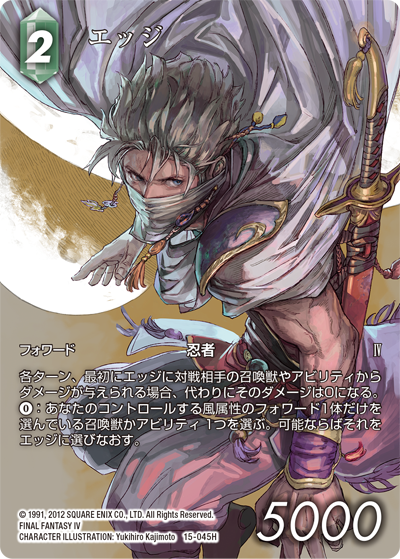 2
エッジ
フォワード 忍者 Ⅳ
各ターン、最初にエッジに対戦相手の召喚獣やアビリティから
ダメージが与えられる場合、代わりにそのダメージは0になる。
0：あなたのコントロールする風属性のフォワード1体だけを
選んでいる召喚獣かアビリティ1つを選ぶ。可能ならばそれを
エッジに選びなおす。
© 1991, 2012 SQUARE ENIX CO., LTD. All Rights Reserved.
FINAL FANTASY IV
CHARACTER ILLUSTRATION: Yukihiro Kajimoto 15-045H
5000